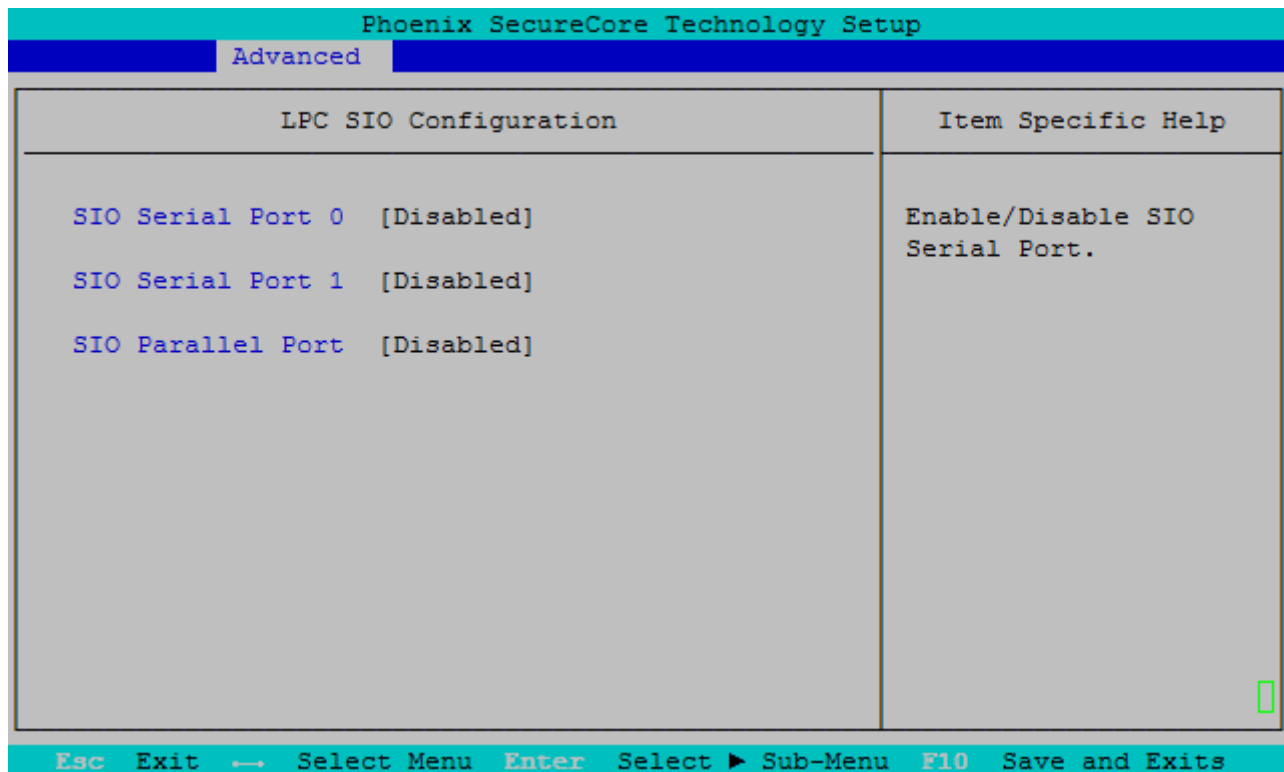 Phoenix SecureCore Technology Setup
Advanced
LPC SIO Configuration
Item Specific Help
SIO Serial Port 0 [Disabled]
SIO Serial Port 1 [Disabled]
SIO Parallel Port [Disabled]
Enable/Disable SIO
Serial Port.
Esc Exit ↔ Select Menu Enter Select ► Sub-Menu F10 Save and Exits